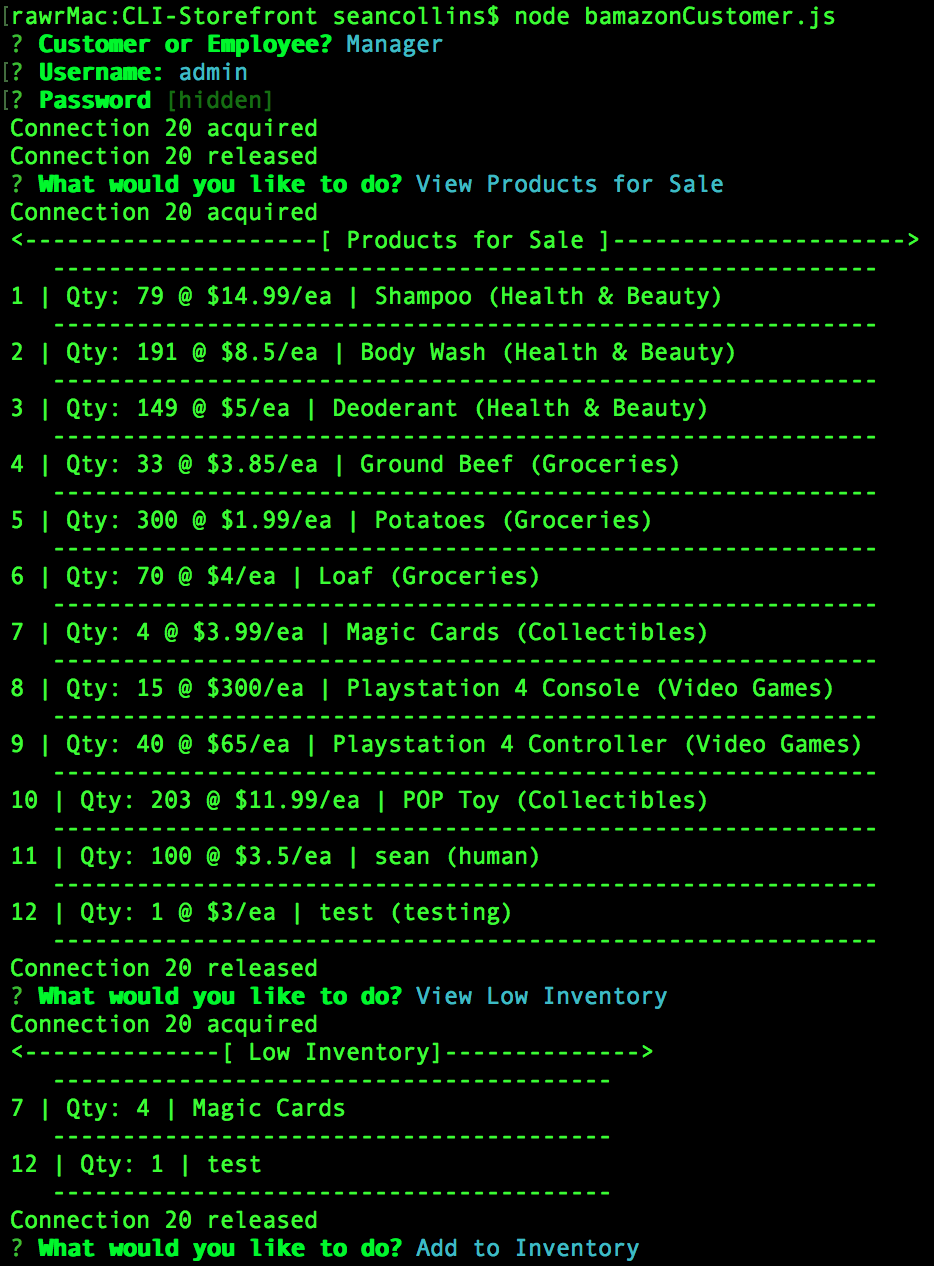 [rawrMac:CLI-Storefront seancollins$ node bamazonCustomer.js
? Customer or Employee? Manager
[? Username: admin
[? Password [hidden]
Connection 20 acquired
Connection 20 released
? What would you like to do? View Products for Sale
Connection 20 acquired
<---------------------[ Products for Sale ]--------------------->
   -----------------------------------------------------------
1 | Qty: 79 @ $14.99/ea | Shampoo (Health & Beauty)
   -----------------------------------------------------------
2 | Qty: 191 @ $8.5/ea | Body Wash (Health & Beauty)
   -----------------------------------------------------------
3 | Qty: 149 @ $5/ea | Deoderant (Health & Beauty)
   -----------------------------------------------------------
4 | Qty: 33 @ $3.85/ea | Ground Beef (Groceries)
   -----------------------------------------------------------
5 | Qty: 300 @ $1.99/ea | Potatoes (Groceries)
   -----------------------------------------------------------
6 | Qty: 70 @ $4/ea | Loaf (Groceries)
   -----------------------------------------------------------
7 | Qty: 4 @ $3.99/ea | Magic Cards (Collectibles)
   -----------------------------------------------------------
8 | Qty: 15 @ $300/ea | Playstation 4 Console (Video Games)
   -----------------------------------------------------------
9 | Qty: 40 @ $65/ea | Playstation 4 Controller (Video Games)
   -----------------------------------------------------------
10 | Qty: 203 @ $11.99/ea | POP Toy (Collectibles)
   -----------------------------------------------------------
11 | Qty: 100 @ $3.5/ea | sean (human)
   -----------------------------------------------------------
12 | Qty: 1 @ $3/ea | test (testing)
   -----------------------------------------------------------
Connection 20 released
? What would you like to do? View Low Inventory
Connection 20 acquired
<--------------[ Low Inventory]-------------->
   ----------------------------------------
7 | Qty: 4 | Magic Cards
   ----------------------------------------
12 | Qty: 1 | test
   ----------------------------------------
Connection 20 released
? What would you like to do? Add to Inventory